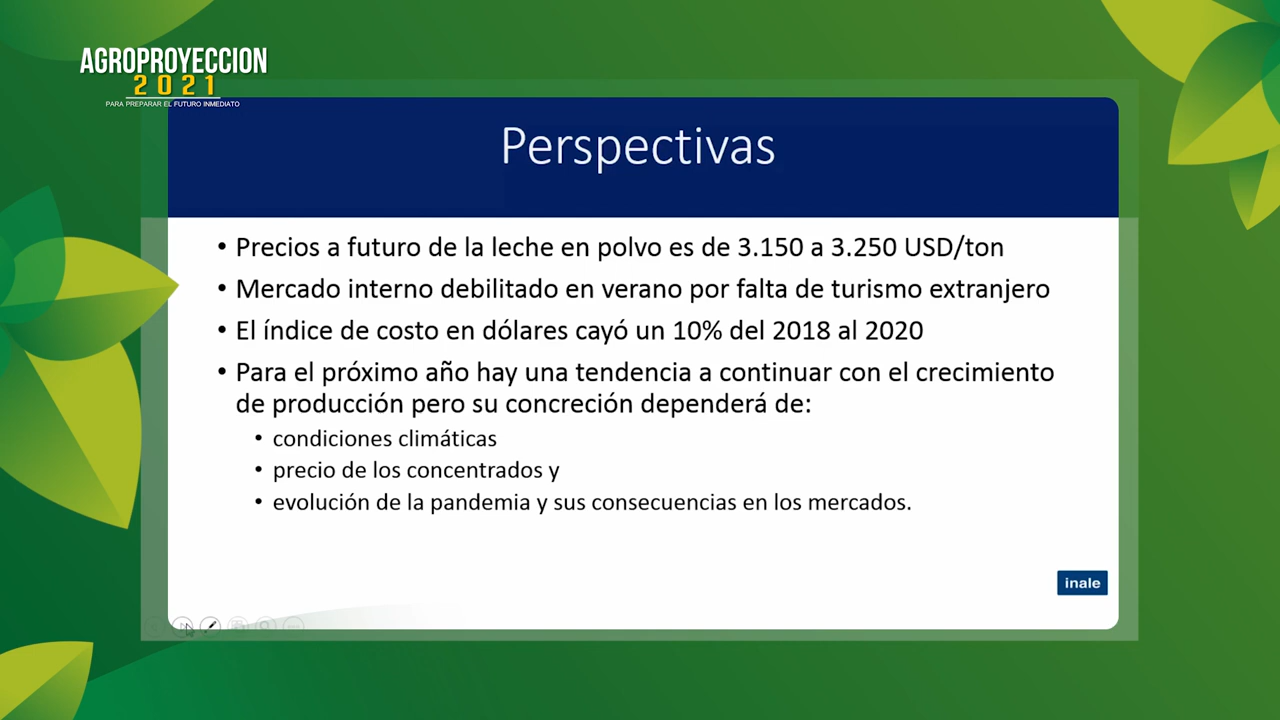 AGROPROYECCION
2021
PARA PREPARAR EL FUTURO INMEDIATO
Perspectivas
• Precios a futuro de la leche en polvo es de 3.150 a 3.250 USD/ton
• Mercado interno debilitado en verano por falta de turismo extranjero
• El índice de costo en dólares cayó un 10% del 2018 al 2020
• Para el próximo año hay una tendencia a continuar con el crecimiento
de producción pero su concreción dependerá de:
• condiciones climáticas
• precio de los concentrados y
• evolución de la pandemia y sus consecuencias en los mercados.
inale